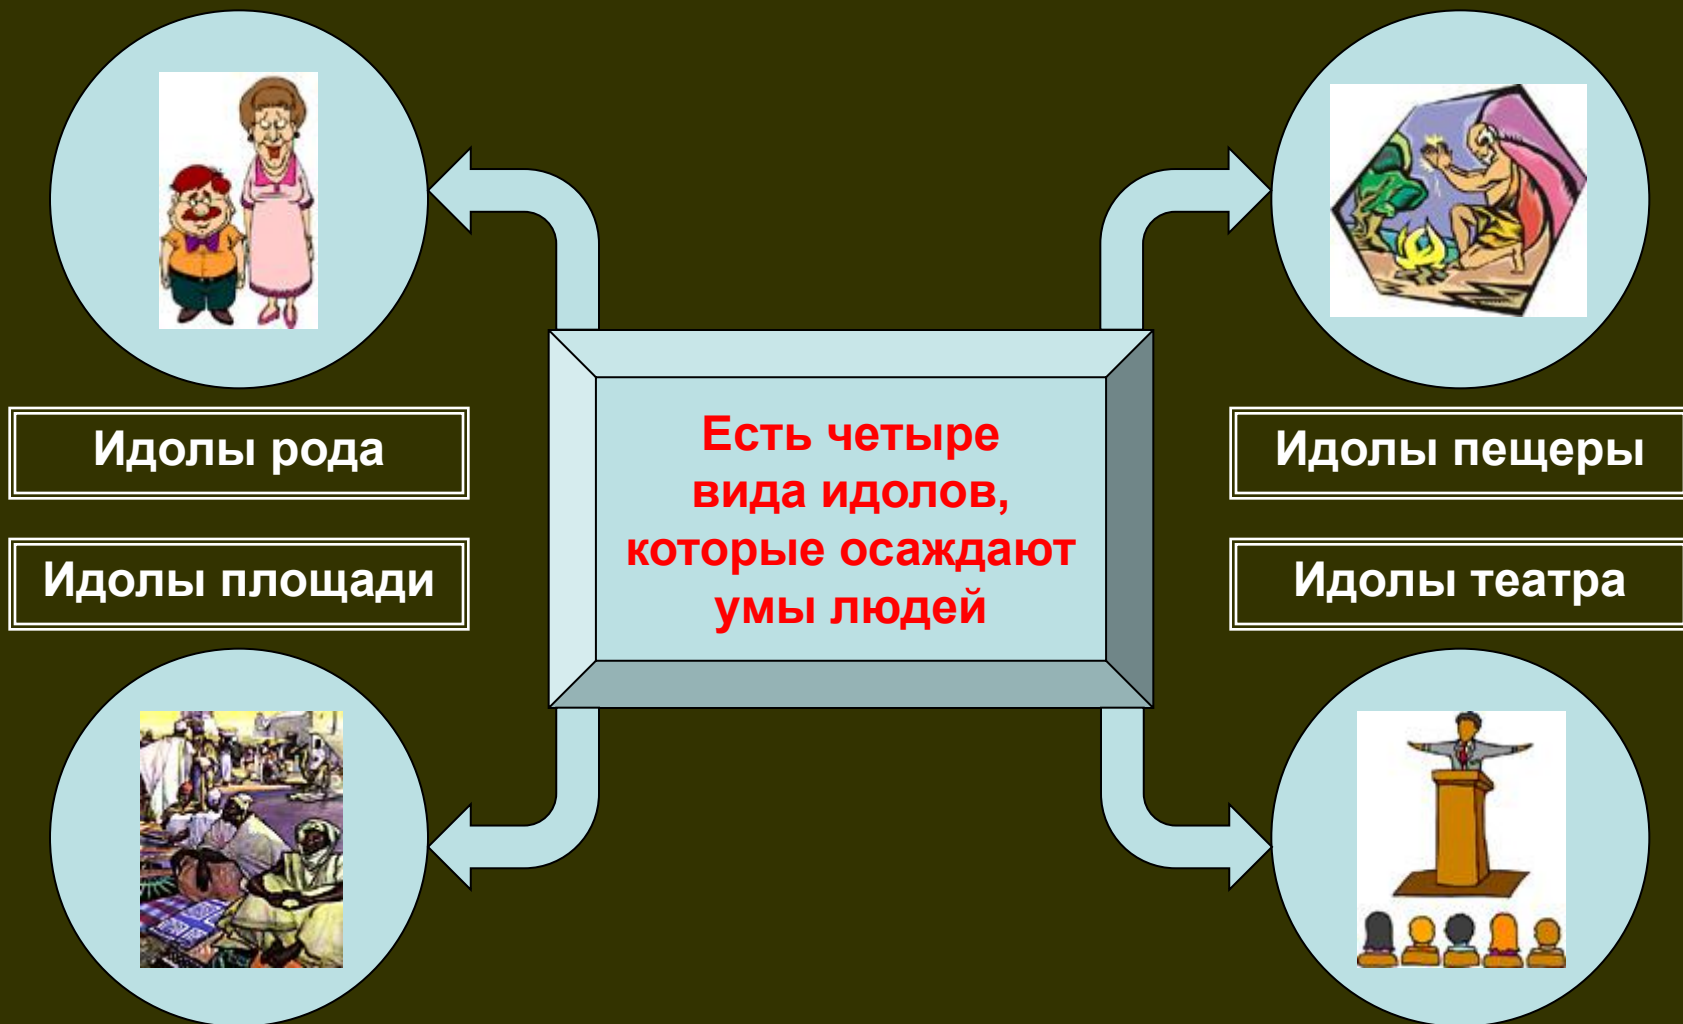 Идолы рода
Идолы пещеры
Есть четыре
вида идолов,
которые осаждают
умы людей
Идолы площади
Идолы театра